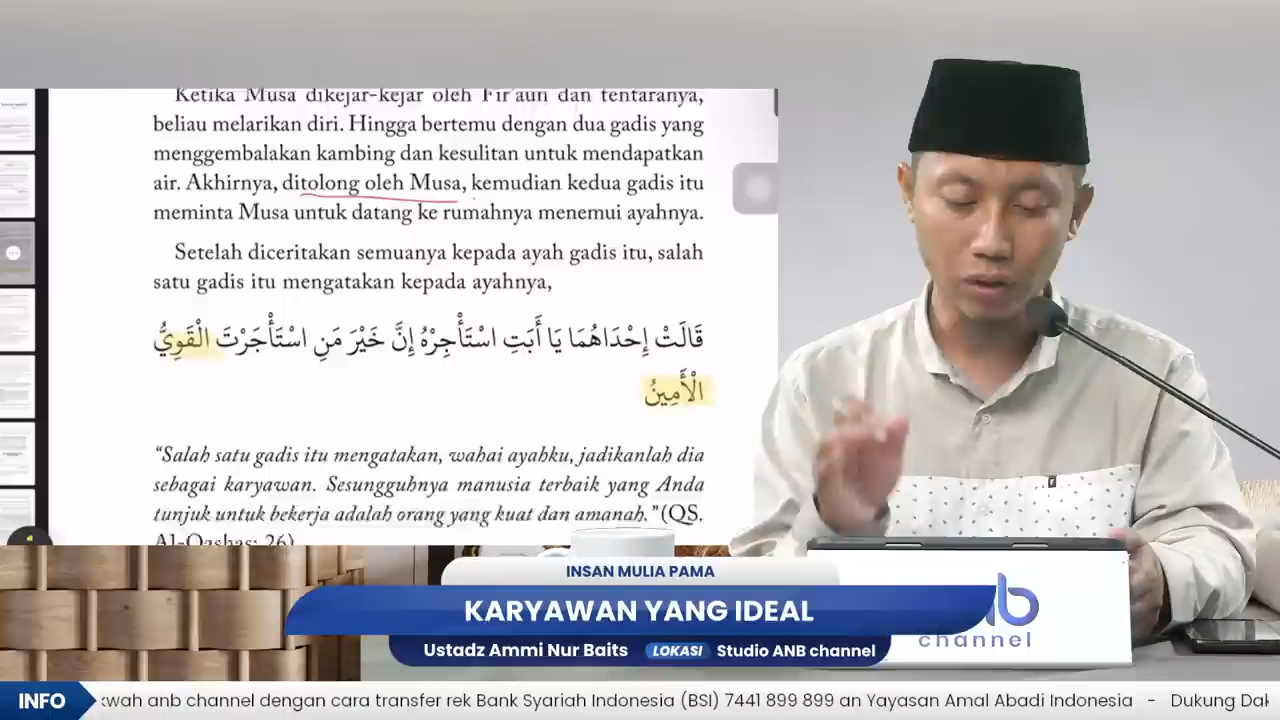 Ketika Musa dikejar-kejar oleh Fir'aun dan tentaranya,
beliau melarikan diri. Hingga bertemu dengan dua gadis yang
menggembalakan kambing dan kesulitan untuk mendapatkan
air. Akhirnya, ditolong oleh Musa, kemudian kedua gadis itu
meminta Musa untuk datang ke rumahnya menemui ayahnya.
Setelah diceritakan semuanya kepada ayah gadis itu, salah
satu gadis itu mengatakan kepada ayahnya,
قَالَتْ إِحْدَاهُمَا يَا أَبَتِ اسْتَأْجِرْهُ إِنَّ خَيْرَ مَنِ اسْتَأْجَرْتَ الْقَوِيُّ
الْأَمِينُ
“Salah satu gadis itu mengatakan, wahai ayahku, jadikanlah dia
sebagai karyawan. Sesungguhnya manusia terbaik yang Anda
tunjuk untuk bekerja adalah orang yang kuat dan amanah.” (QS.
Al-Qashas: 26)
INSAN MULIA PAMA
KARYAWAN YANG IDEAL
Ustadz Ammi Nur Baits LOKASI Studio ANB channel
channel
INFO wah anb channel dengan cara transfer rek Bank Syariah Indonesia (BSI) 7441 899 899 an Yayasan Amal Abadi Indonesia - Dukung Dak